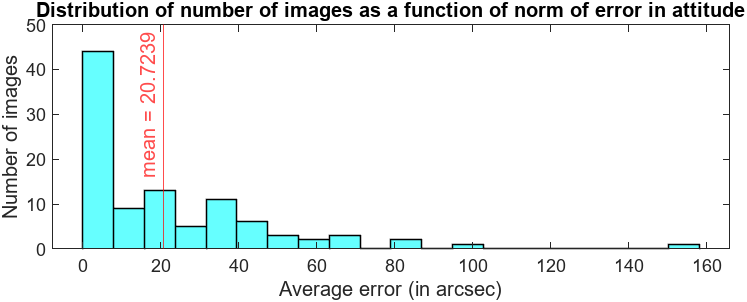 Distribution of number of images as a function of norm of error in attitude
50
40
30
20
10
0
Number of images
mean = 20.7239
0 20 40 60 80 100 120 140 160
Average error (in arcsec)